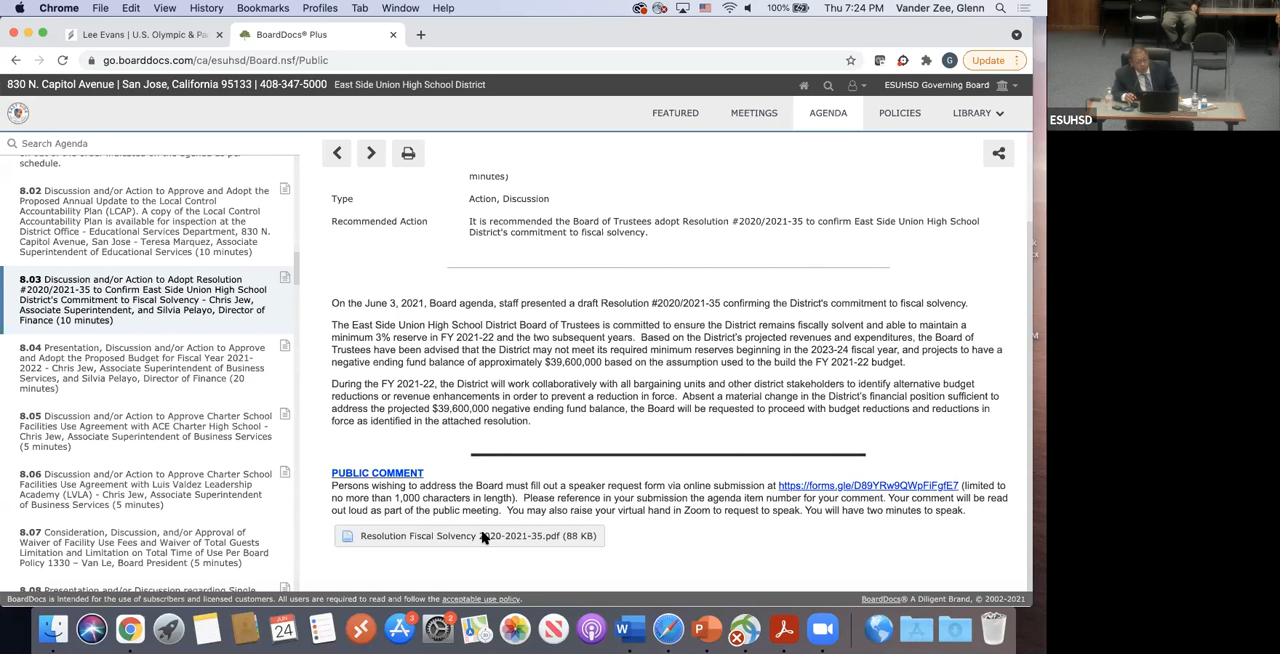 Chrome File Edit View History Bookmarks Profiles Tab Window Help 100% Thu 7:24 PM Vander Zee, Glenn
Lee Evans | U.S. Olympic & Pa BoardDocs® Plus
go.boarddocs.com/ca/esuhsd/Board.nsf/Public G Update
830 N. Capitol Avenue | San Jose, California 95133 | 408-347-5000 East Side Union High School District ESUHSD Governing Board
FEATURED MEETINGS AGENDA POLICIES LIBRARY
ESUHSD
Search Agenda
schedule.
8.02 Discussion and/or Action to Approve and Adopt the
Proposed Annual Update to the Local Control
Accountability Plan (LCAP). A copy of the Local Control
Accountability Plan is available for inspection at the
District Office - Educational Services Department, 830 N.
Capitol Avenue, San Jose - Teresa Marquez, Associate
Superintendent of Educational Services (10 minutes)
8.03 Discussion and/or Action to Adopt Resolution
#2020/2021-35 to Confirm East Side Union High School
District's Commitment to Fiscal Solvency - Chris Jew,
Associate Superintendent, and Silvia Pelayo, Director of
Finance (10 minutes)
8.04 Presentation, Discussion and/or Action to Approve
and Adopt the Proposed Budget for Fiscal Year 2021-
2022 - Chris Jew, Associate Superintendent of Business
Services, and Silvia Pelayo, Director of Finance (20
minutes)
8.05 Discussion and/or Action to Approve Charter School
Facilities Use Agreement with ACE Charter High School -
Chris Jew, Associate Superintendent of Business Services
(5 minutes)
8.06 Discussion and/or Action to Approve Charter School
Facilities Use Agreement with Luis Valdez Leadership
Academy (LVLA) - Chris Jew, Associate Superintendent
of Business Services (5 minutes)
8.07 Consideration, Discussion, and/or Action of
Waiver of Facility Use Fees and Waiver of Total Guests
Limitation and Limitation on Total Time of Use Per Board
Policy 1330 – Van Le, Board President (5 minutes)
8.08 Presentation and/or Discussion regarding Single
minutes)
Type Action, Discussion
Recommended Action It is recommended the Board of Trustees adopt Resolution #2020/2021-35 to confirm East Side Union High School
District's commitment to fiscal solvency.
On the June 3, 2021, Board agenda, staff presented a draft Resolution #2020/2021-35 confirming the District's commitment to fiscal solvency.
The East Side Union High School District Board of Trustees is committed to ensure the District remains fiscally solvent and able to maintain a
minimum 3% reserve in FY 2021-22 and the two subsequent years. Based on the District's projected revenues and expenditures, the Board of
Trustees have been advised that the District may not meet its required minimum reserves beginning in the 2023-24 fiscal year, and projects to have a
negative ending fund balance of approximately $39,600,000 based on the assumption used to the build the FY 2021-22 budget.
During the FY 2021-22, the District will work collaboratively with all bargaining units and other district stakeholders to identify alternative budget
reductions or revenue enhancements in order to prevent a reduction in force. Absent a material change in the District's financial position sufficient to
address the projected $39,600,000 negative ending fund balance, the Board will be requested to proceed with budget reductions and reductions in
force as identified in the attached resolution.
PUBLIC COMMENT
Persons wishing to address the Board must fill out a speaker request form via online submission at https://forms.gle/D89YRw9QWpFiFgfE7 (limited to
no more than 1,000 characters in length). Please reference in your submission the agenda item number for your comment. Your comment will be read
out loud as part of the public meeting. You may also raise your virtual hand in Zoom to request to speak. You will have two minutes to speak.
Resolution Fiscal Solvency 2020-2021-35.pdf (88 KB)
BoardDocs is intended for the use of subscribers and licensed customers. All users are required to read and follow the acceptable use policy. BoardDocs® A Diligent Brand, © 2002-2021
JUN
24
3
2